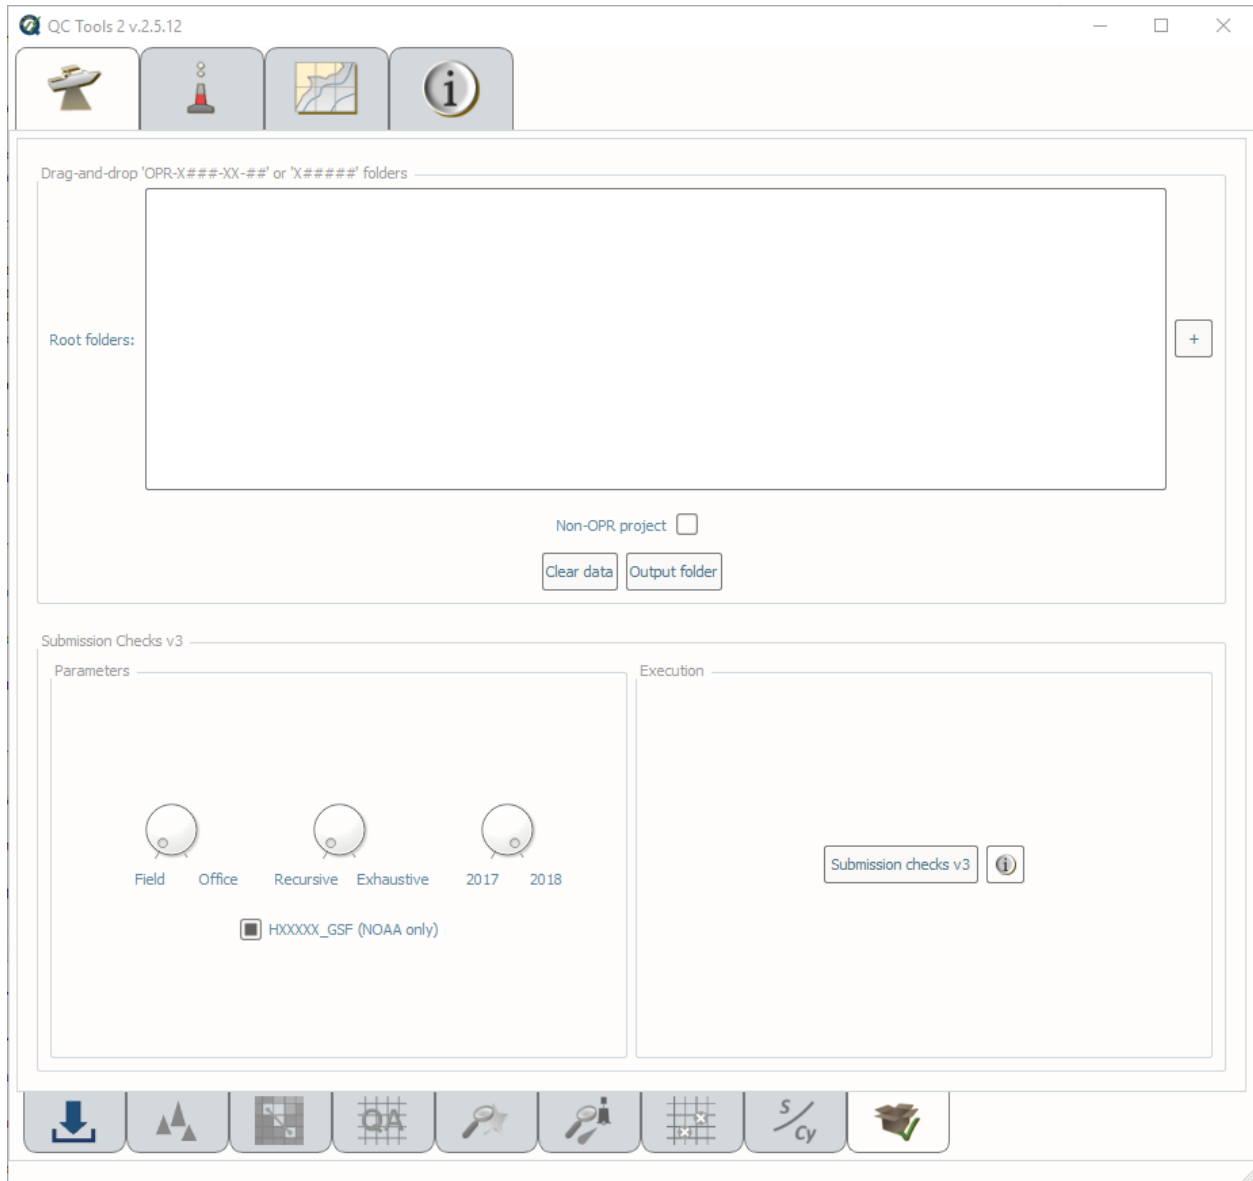 QC Tools 2 v.2.5.12
i
Drag-and-drop 'OPR-X###-XX-##' or 'X#####' folders
Root folders:
+
Non-OPR project
Clear data Output folder
Submission Checks v3
Parameters
Execution
Field Office Recursive Exhaustive 2017 2018
Submission checks v3 i
HXXXXX_GSF (NOAA only)
QA S/Cy